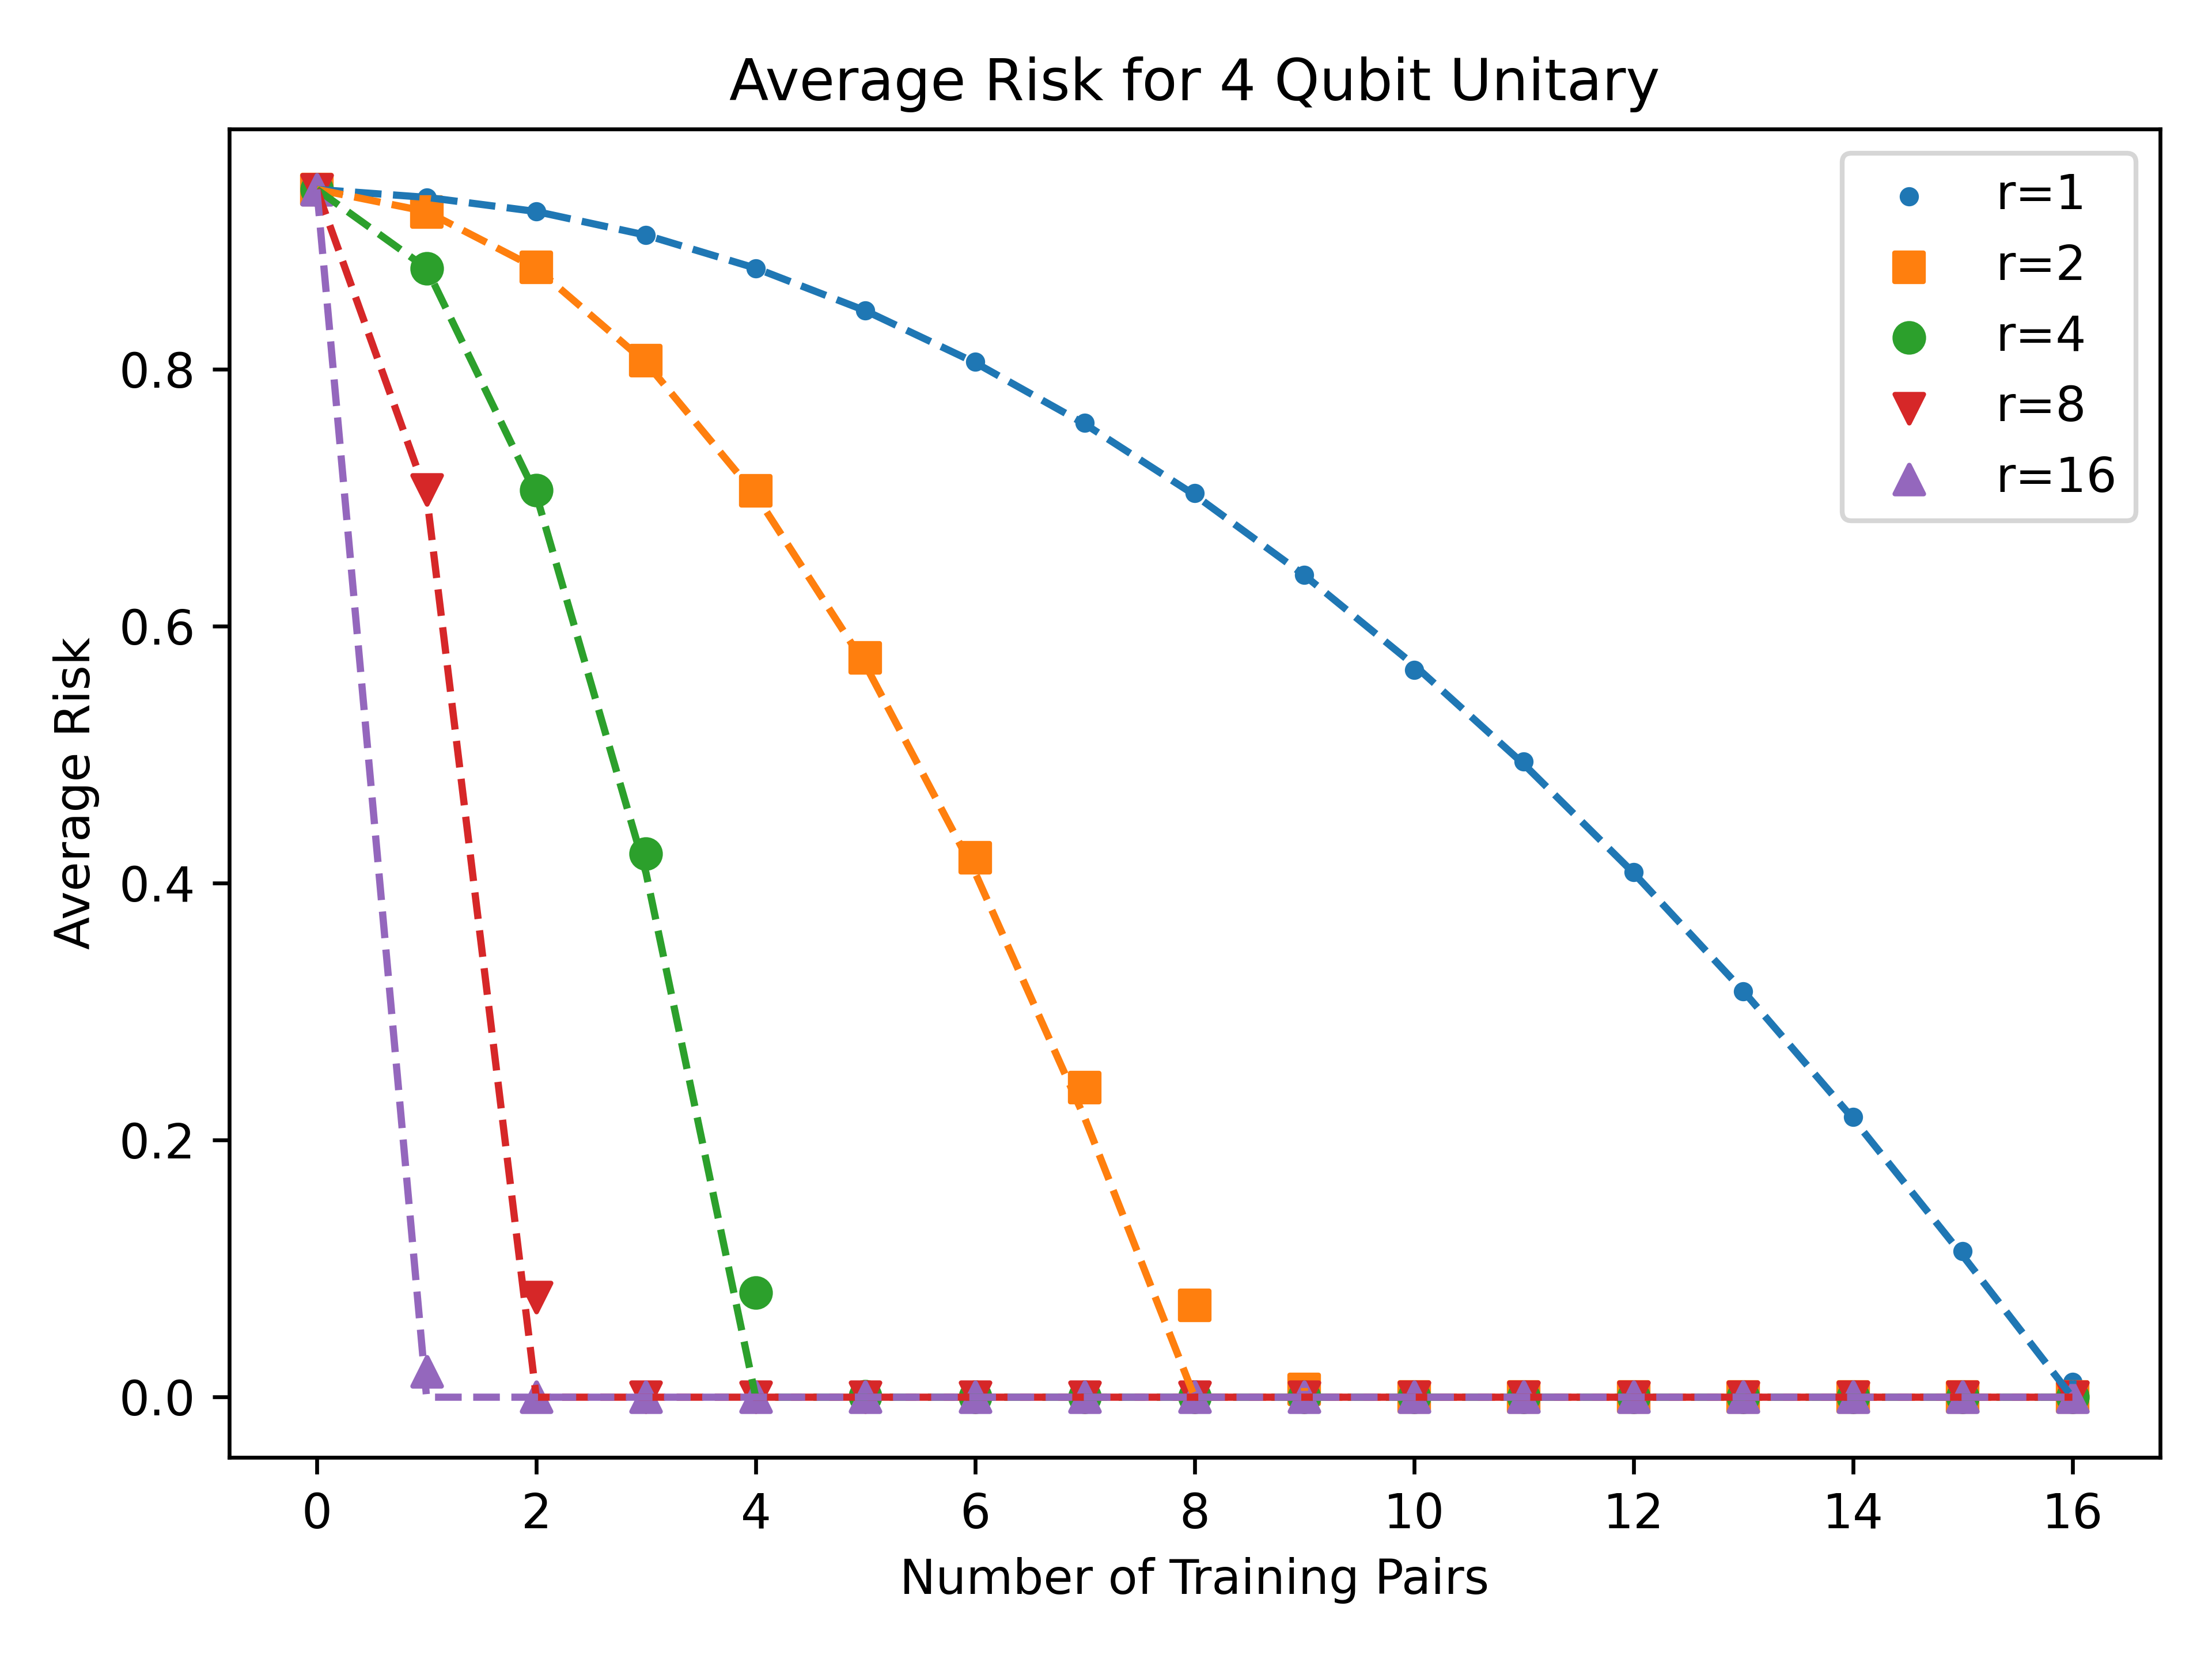 Average Risk for 4 Qubit Unitary
r=1
r=2
r=4
r=8
r=16
Average Risk
0.8
0.6
0.4
0.2
0.0
0 2 4 6 8 10 12 14 16
Number of Training Pairs